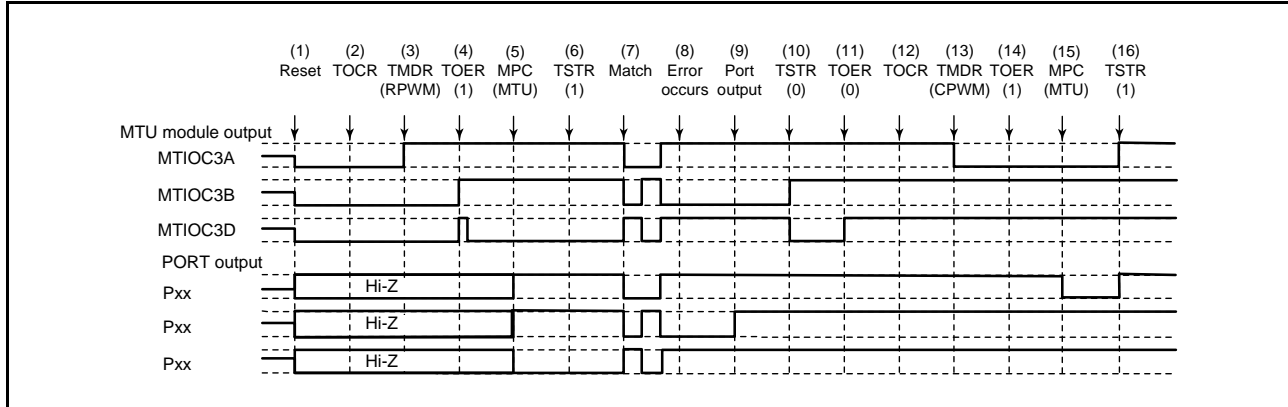 (1) (2) (3) (4) (5) (6) (7) (8) (9) (10) (11) (12) (13) (14) (15) (16)
Reset TOCR TMDR TOER MPC TSTR Match Error Port TSTR TOER TOCR TMDR TOER MPC TSTR
(RPWM) (1) (MTU) (1) occurs output (0) (0) (CPWM) (1) (MTU) (1)
MTU module output
MTIOC3A
MTIOC3B
MTIOC3D
PORT output
Pxx Hi-Z
Pxx Hi-Z
Pxx Hi-Z